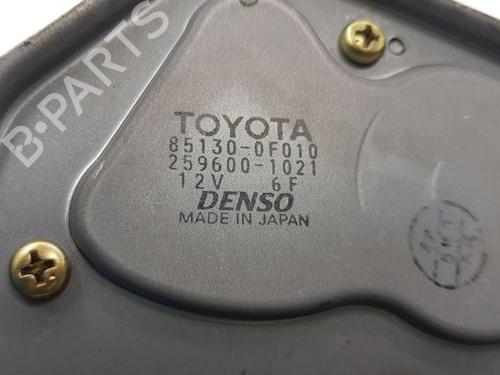 B-PARTS
TOYOTA
85130-0F010
259600-1021
12V 6F
DENSO
MADE IN JAPAN